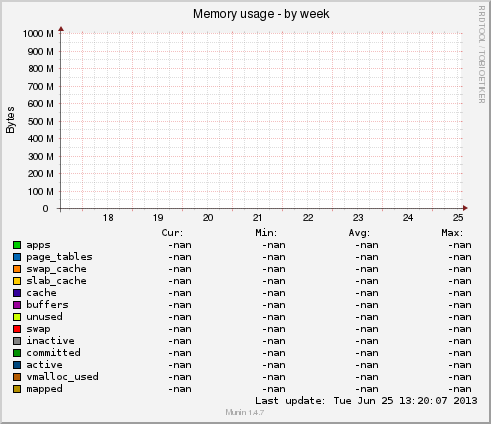 Memory usage - by week
RRDTOOL / TOBI OETIKER
Bytes
1000 M
900 M
800 M
700 M
600 M
500 M
400 M
300 M
200 M
100 M
0
18 19 20 21 22 23 24 25
Cur: Min: Avg: Max:
apps -nan -nan -nan -nan
page_tables -nan -nan -nan -nan
swap_cache -nan -nan -nan -nan
slab_cache -nan -nan -nan -nan
cache -nan -nan -nan -nan
buffers -nan -nan -nan -nan
unused -nan -nan -nan -nan
swap -nan -nan -nan -nan
inactive -nan -nan -nan -nan
committed -nan -nan -nan -nan
active -nan -nan -nan -nan
vmalloc_used -nan -nan -nan -nan
mapped -nan -nan -nan -nan
Last update: Tue Jun 25 13:20:07 2013
Munin 1.4.7